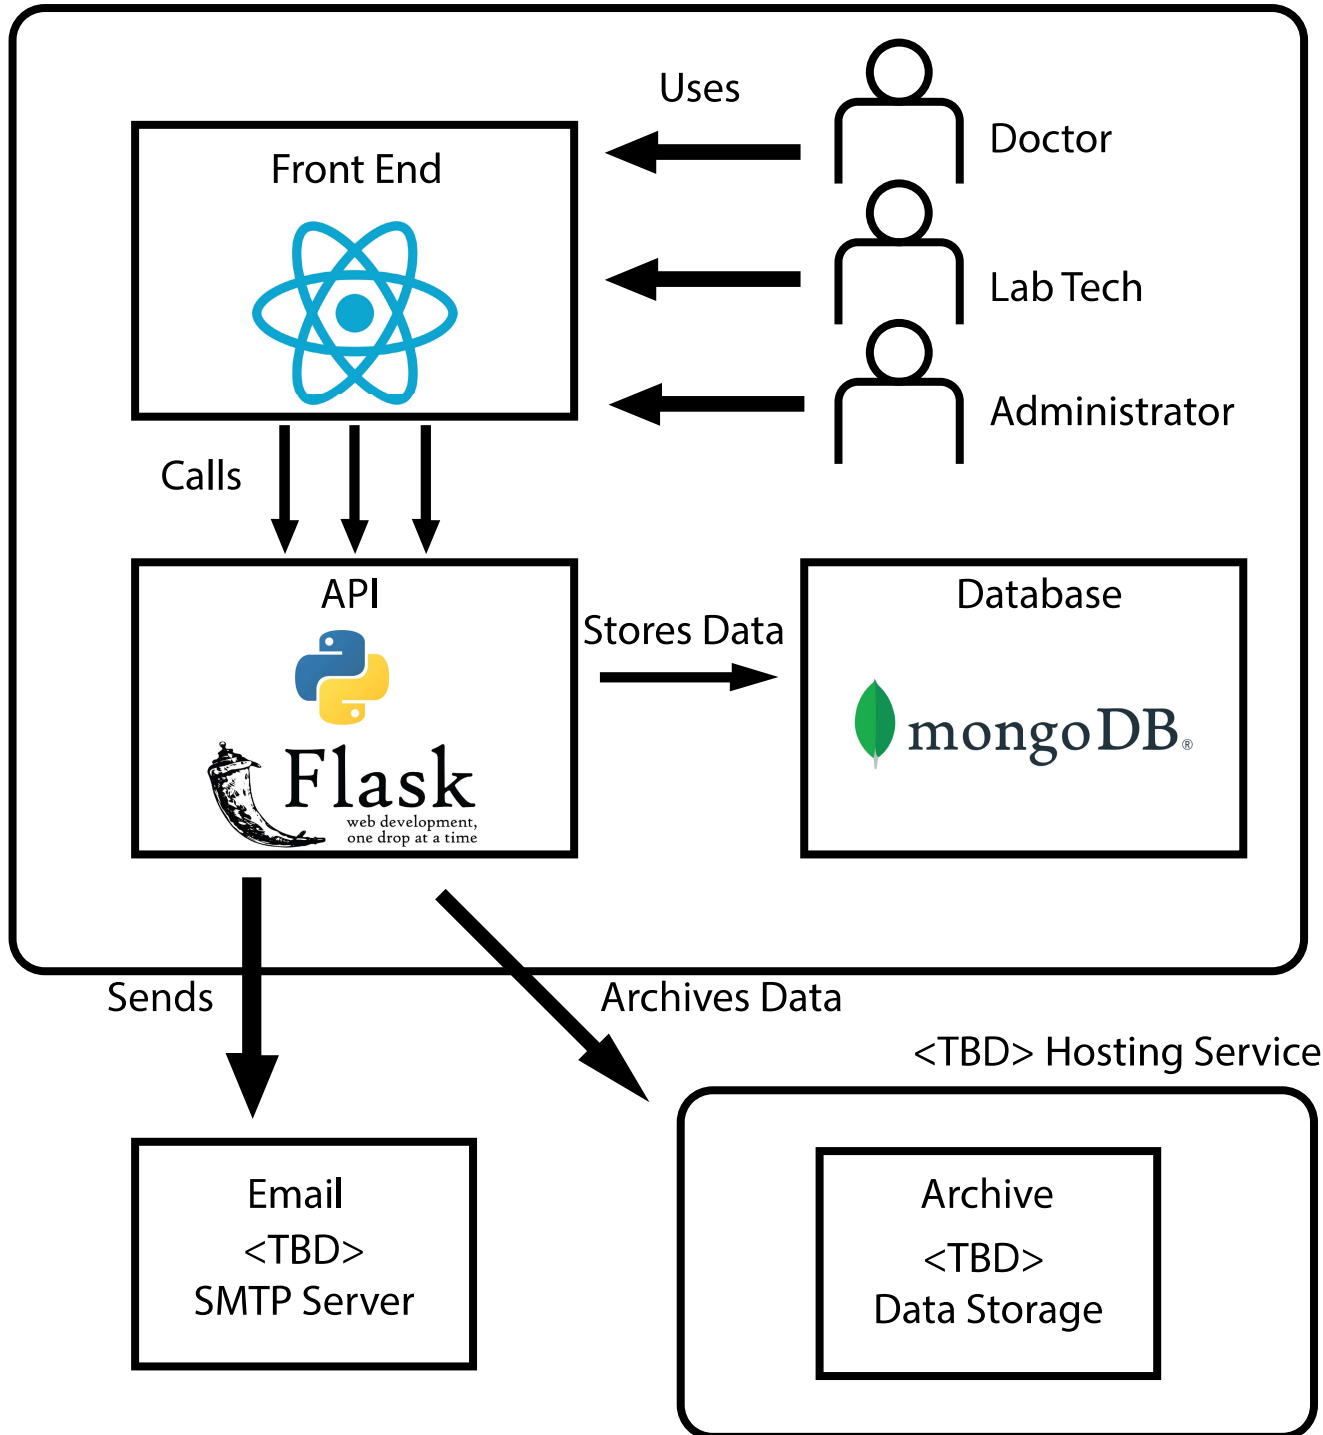 Uses
Doctor
Front End
Lab Tech
Administrator
Calls
API
Database
Stores Data
mongoDB®
Flask
web development,
one drop at a time
Sends
Archives Data
<TBD> Hosting Service
Email
<TBD>
SMTP Server
Archive
<TBD>
Data Storage